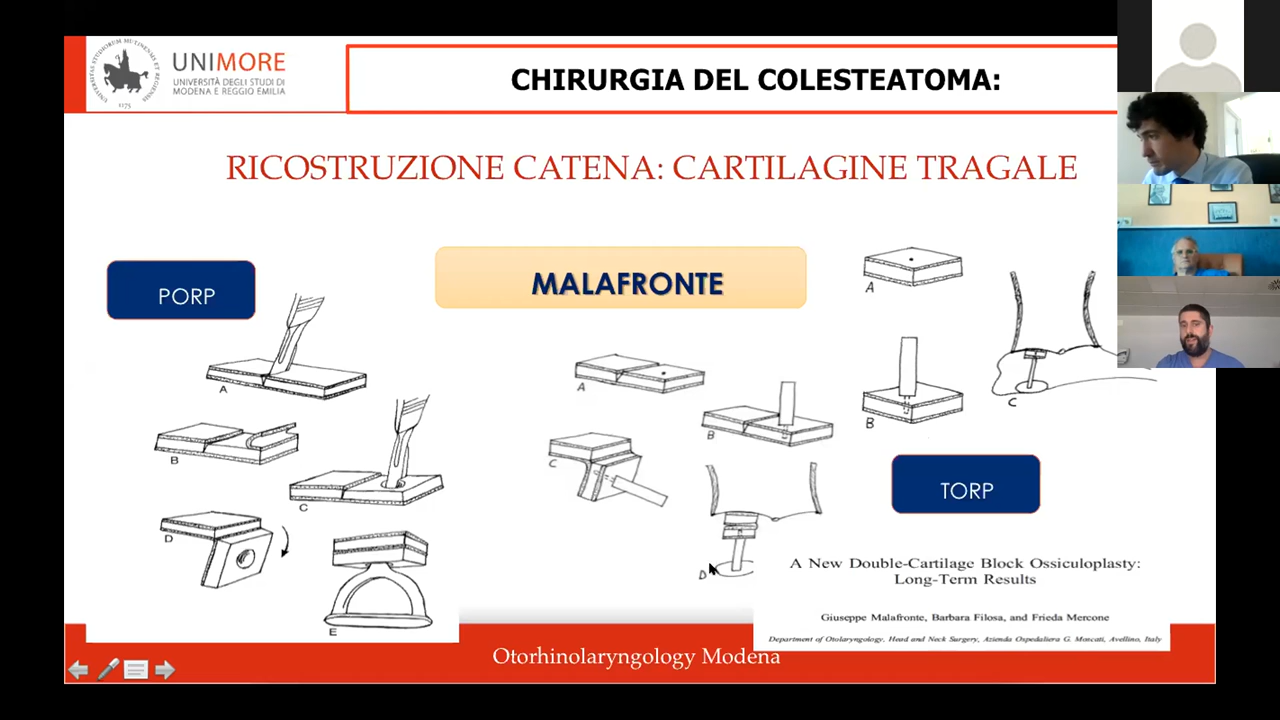 UNIMORE
UNIVERSITÀ DEGLI STUDI DI
MODENA E REGGIO EMILIA
1175
CHIRURGIA DEL COLESTEATOMA:
RICOSTRUZIONE CATENA: CARTILAGINE TRAGALE
PORP
MALAFRONTE
A
B
C
D
E
A
B
C
D
A
B
C
TORP
A New Double-Cartilage Block Ossiculoplasty:
Long-Term Results
Giuseppe Malafronte, Barbara Filosa, and Frieda Mercone
Department of Otolaryngology, Head and Neck Surgery, Azienda Ospedaliera G. Moscati, Avellino, Italy
Otorhinolaryngology Modena